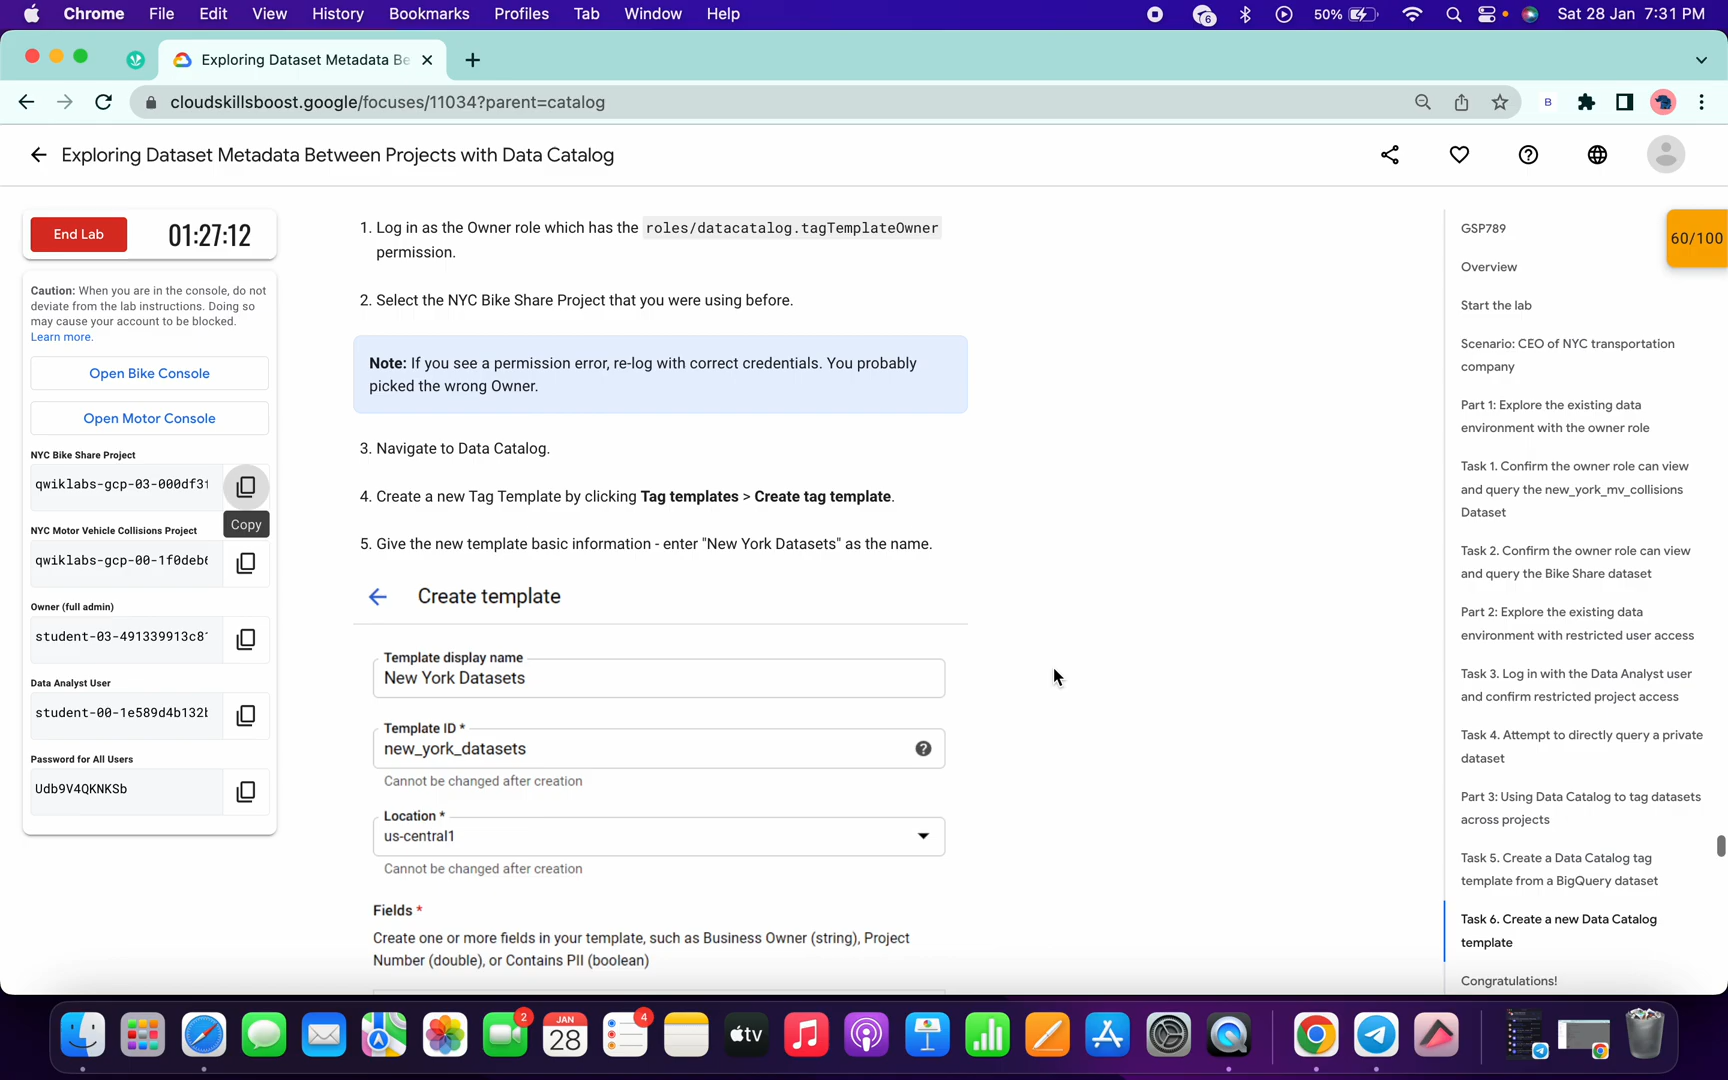 Chrome File Edit View History Bookmarks Profiles Tab Window Help
6
50%
Sat 28 Jan 7:31 PM
Exploring Dataset Metadata Be
cloudskillsboost.google/focuses/11034?parent=catalog
B
Exploring Dataset Metadata Between Projects with Data Catalog
End Lab
01:27:12
Caution: When you are in the console, do not
deviate from the lab instructions. Doing so
may cause your account to be blocked.
Learn more.
Open Bike Console
Open Motor Console
NYC Bike Share Project
qwiklabs-gcp-03-000df3
Copy
NYC Motor Vehicle Collisions Project
qwiklabs-gcp-00-1f0deb
Owner (full admin)
student-03-491339913c8
Data Analyst User
student-00-1e589d4b132
Password for All Users
Udb9V4QKNKSb
1. Log in as the Owner role which has the roles/datacatalog.tagTemplateOwner
permission.
2. Select the NYC Bike Share Project that you were using before.
Note: If you see a permission error, re-log with correct credentials. You probably
picked the wrong Owner.
3. Navigate to Data Catalog.
4. Create a new Tag Template by clicking Tag templates > Create tag template.
5. Give the new template basic information - enter "New York Datasets" as the name.
Create template
Template display name
New York Datasets
Template ID *
new_york_datasets
Cannot be changed after creation
Location *
us-central1
Cannot be changed after creation
Fields *
Create one or more fields in your template, such as Business Owner (string), Project
Number (double), or Contains PII (boolean)
GSP789
60/100
Overview
Start the lab
Scenario: CEO of NYC transportation
company
Part 1: Explore the existing data
environment with the owner role
Task 1. Confirm the owner role can view
and query the new_york_mv_collisions
Dataset
Task 2. Confirm the owner role can view
and query the Bike Share dataset
Part 2: Explore the existing data
environment with restricted user access
Task 3. Log in with the Data Analyst user
and confirm restricted project access
Task 4. Attempt to directly query a private
dataset
Part 3: Using Data Catalog to tag datasets
across projects
Task 5. Create a Data Catalog tag
template from a BigQuery dataset
Task 6. Create a new Data Catalog
template
Congratulations!
2
JAN
28
4
tv